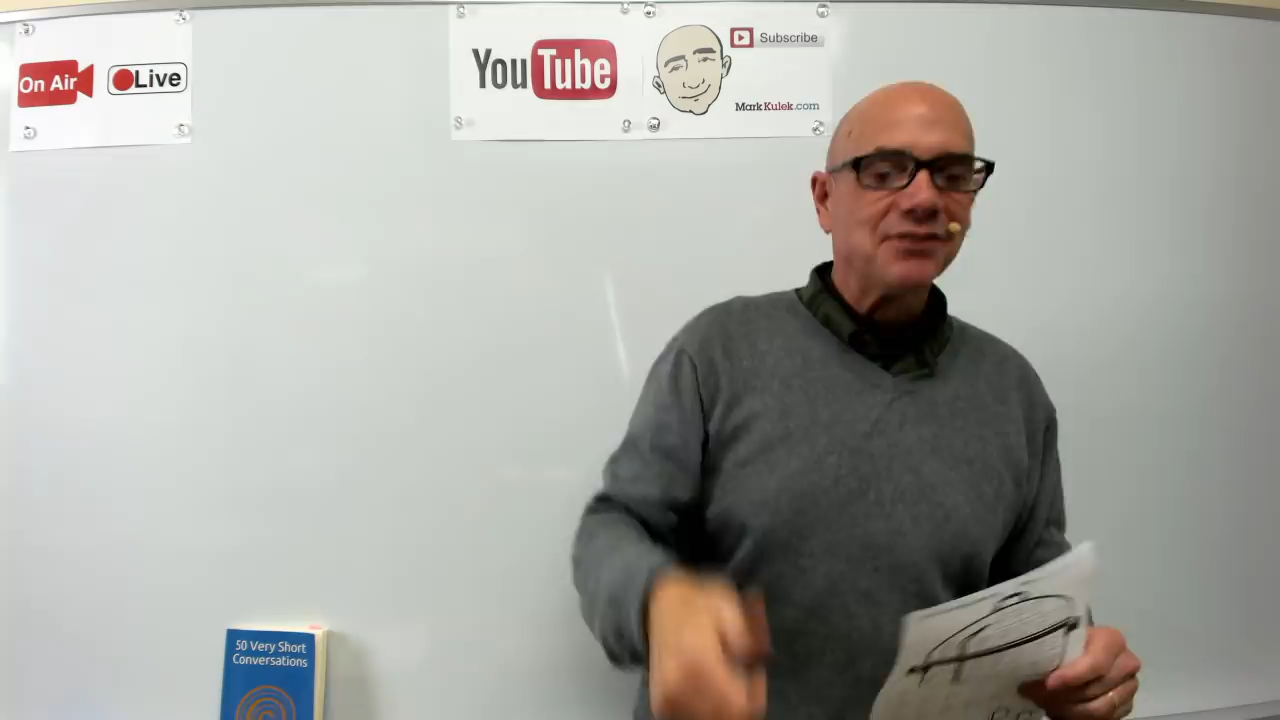 On Air
Live
YouTube
Subscribe
MarkKulek.com
50 Very Short
Conversations